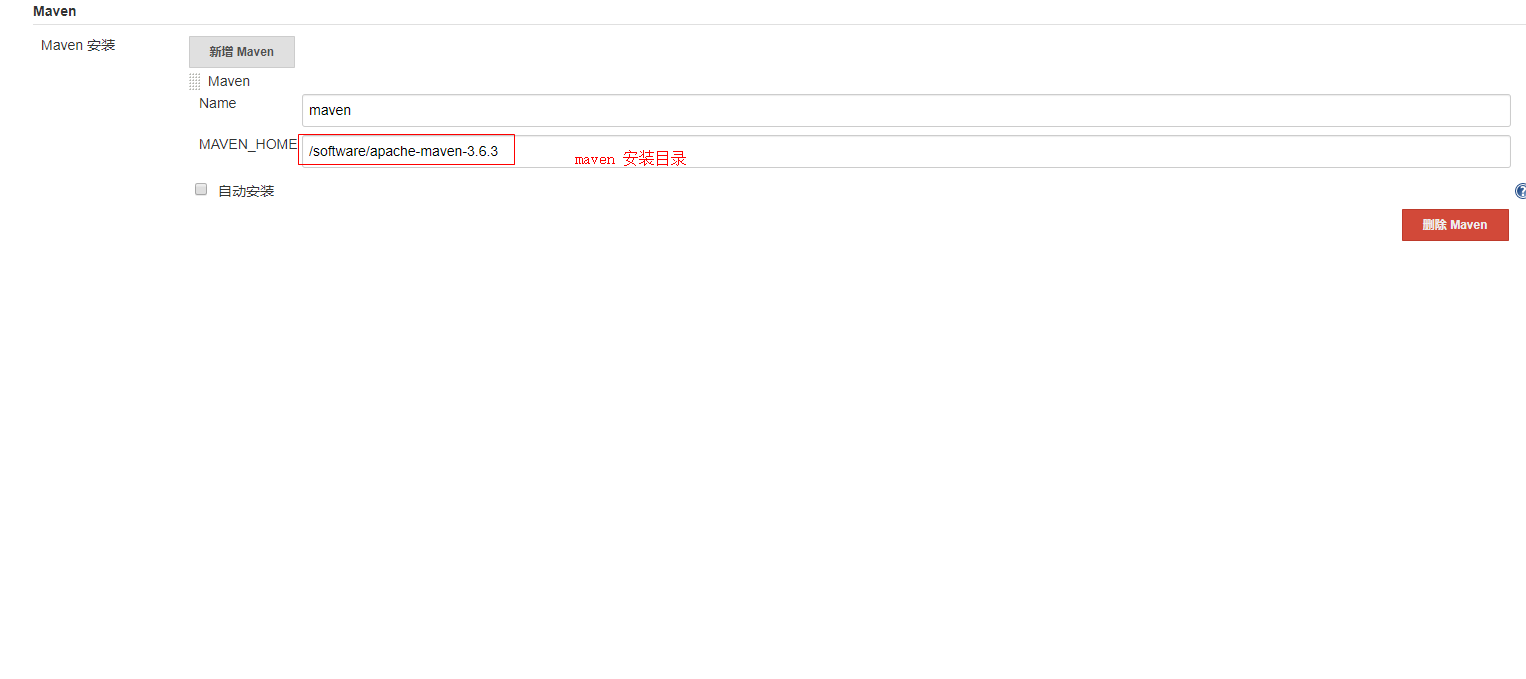 Maven
Maven 安装
新增 Maven
Maven
Name
maven
MAVEN_HOME
/software/apache-maven-3.6.3
maven 安装目录
自动安装
?
删除 Maven